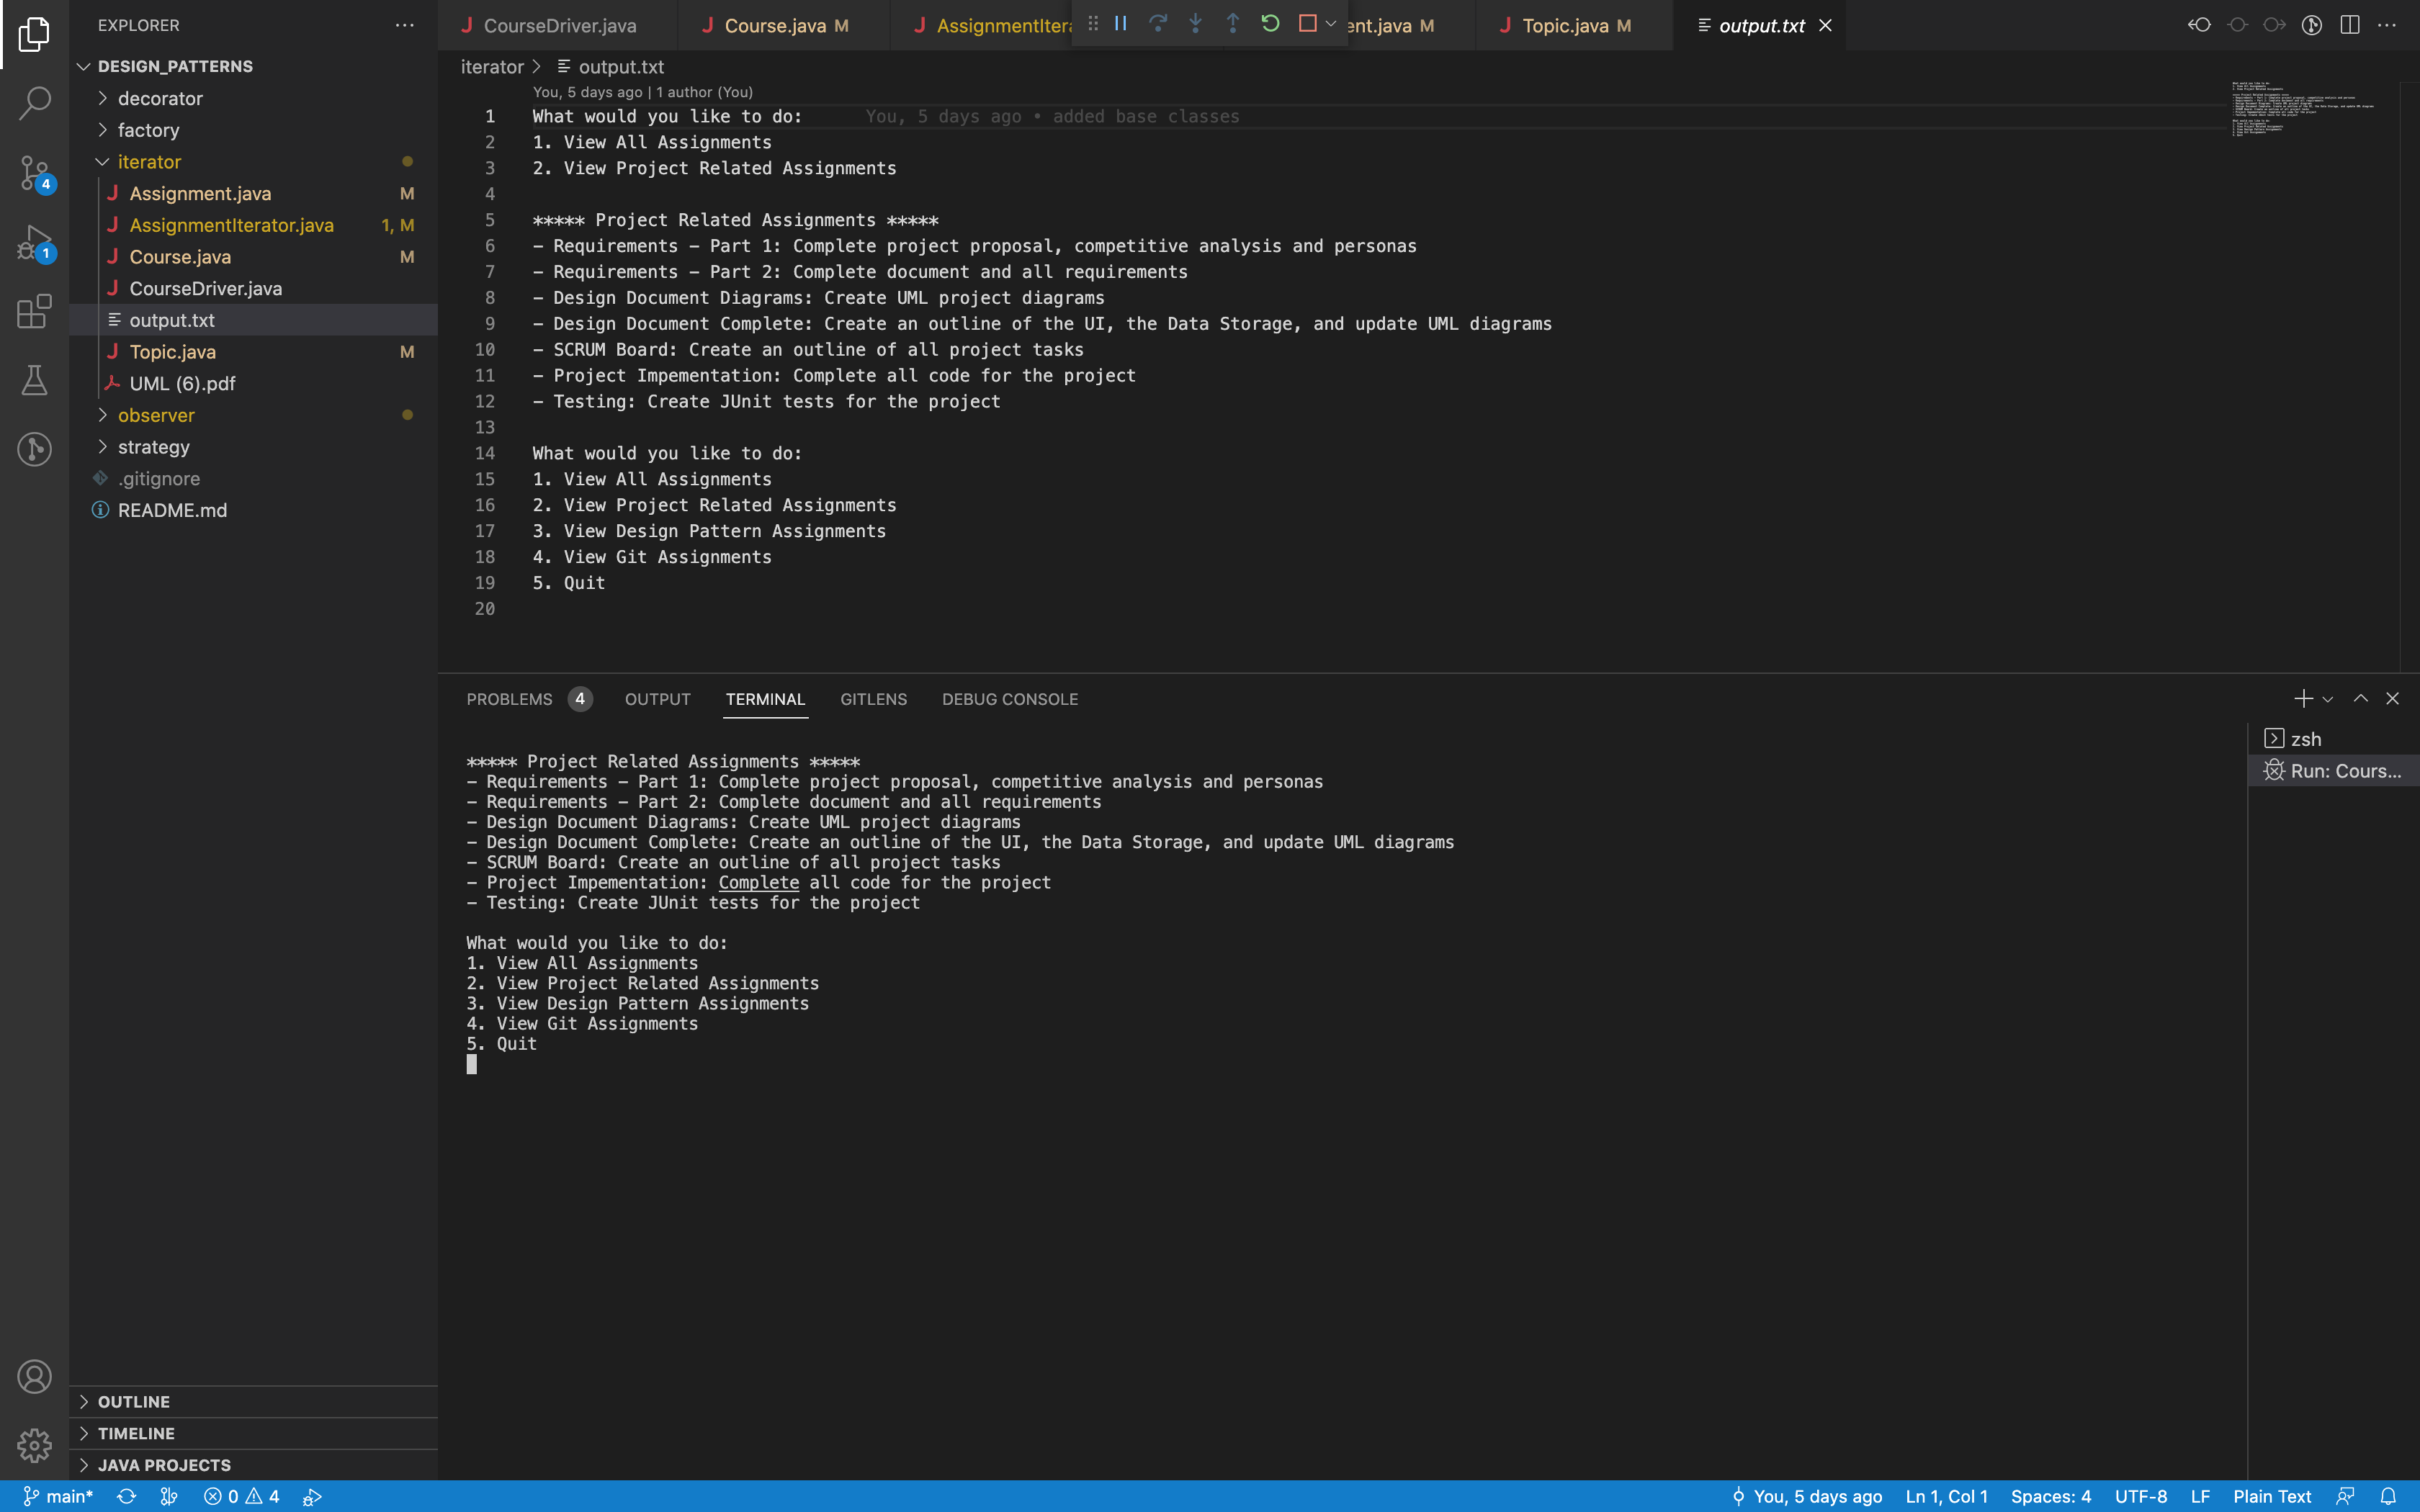 EXPLORER
DESIGN_PATTERNS
decorator
factory
iterator
Assignment.java M
AssignmentIterator.java 1, M
Course.java M
CourseDriver.java
output.txt
Topic.java M
UML (6).pdf
observer
strategy
.gitignore
README.md
OUTLINE
TIMELINE
JAVA PROJECTS
4
1
CourseDriver.java
Course.java M
AssignmentItera
ent.java M
Topic.java M
output.txt
iterator > output.txt
You, 5 days ago | 1 author (You)
1 What would you like to do: You, 5 days ago • added base classes
2 1. View All Assignments
3 2. View Project Related Assignments
4
5 ***** Project Related Assignments *****
6 - Requirements - Part 1: Complete project proposal, competitive analysis and personas
7 - Requirements - Part 2: Complete document and all requirements
8 - Design Document Diagrams: Create UML project diagrams
9 - Design Document Complete: Create an outline of the UI, the Data Storage, and update UML diagrams
10 - SCRUM Board: Create an outline of all project tasks
11 - Project Impementation: Complete all code for the project
12 - Testing: Create JUnit tests for the project
13
14 What would you like to do:
15 1. View All Assignments
16 2. View Project Related Assignments
17 3. View Design Pattern Assignments
18 4. View Git Assignments
19 5. Quit
20
PROBLEMS 4 OUTPUT TERMINAL GITLENS DEBUG CONSOLE
***** Project Related Assignments *****
- Requirements - Part 1: Complete project proposal, competitive analysis and personas
- Requirements - Part 2: Complete document and all requirements
- Design Document Diagrams: Create UML project diagrams
- Design Document Complete: Create an outline of the UI, the Data Storage, and update UML diagrams
- SCRUM Board: Create an outline of all project tasks
- Project Impementation: Complete all code for the project
- Testing: Create JUnit tests for the project
What would you like to do:
1. View All Assignments
2. View Project Related Assignments
3. View Design Pattern Assignments
4. View Git Assignments
5. Quit
zsh
Run: Cours...
main* 0 4 You, 5 days ago Ln 1, Col 1 Spaces: 4 UTF-8 LF Plain Text